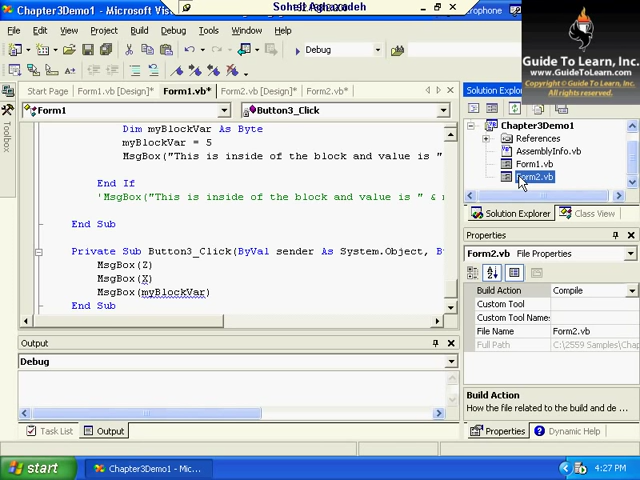 Chapter3Demo1 - Microsoft Vis
Soheil Aghazadeh
File Edit View Project Build Debug Tools Window Help
Debug
GUIDE TO LEARN, INC.
www.GuideToLearn.com
Copyright © Guide To Learn, Inc.
All rights reserved.
Start Page Form1.vb [Design]* Form1.vb* Form2.vb [Design]* Form2.vb*
Form1
Button3_Click
Toolbox
Dim myBlockVar As Byte
myBlockVar = 5
MsgBox("This is inside of the block and value is "
End If
'MsgBox("This is inside of the block and value is " &
End Sub
Private Sub Button3_Click(ByVal sender As System.Object, By
MsgBox(Z)
MsgBox(X)
MsgBox(myBlockVar)
End Sub
Output
Debug
Task List Output
Solution Explorer
Chapter3Demo1
References
AssemblyInfo.vb
Form1.vb
Form2.vb
Solution Explorer Class View
Properties
Form2.vb File Properties
Build Action Compile
Custom Tool
Custom Tool Name
File Name Form2.vb
Full Path C:\2559 Samples\Chap
Build Action
How the file related to the build and de ...
Properties Dynamic Help
start
Chapter3Demo1 - Mic...
4:27 PM